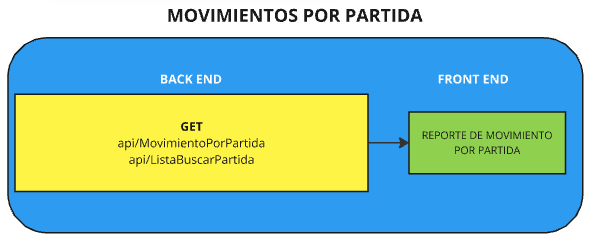 MOVIMIENTOS POR PARTIDA
BACK END
GET
api/MovimientoPorPartida
api/ListaBuscarPartida
FRONT END
REPORTE DE MOVIMIENTO
POR PARTIDA